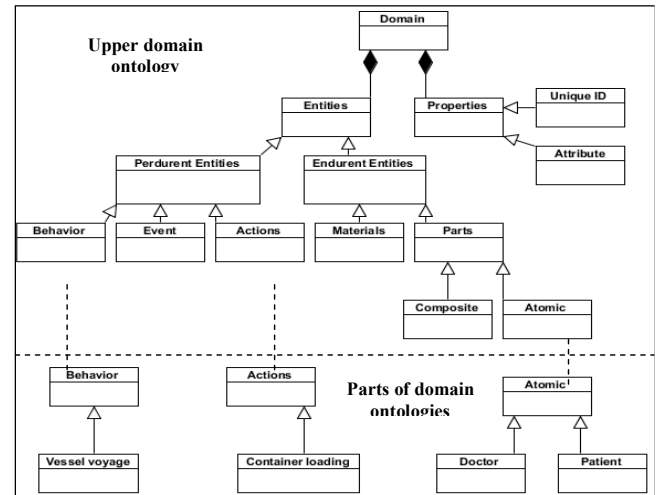 Domain
Upper domain
ontology
Unique ID
Entities
Properties
Attribute
Perdurent Entities
Endurent Entities
Behavior
Event
Actions
Materials
Parts
Composite
Atomic
Behavior
Actions
Parts of domain
ontologies
Atomic
Vessel voyage
Container loading
Doctor
Patient